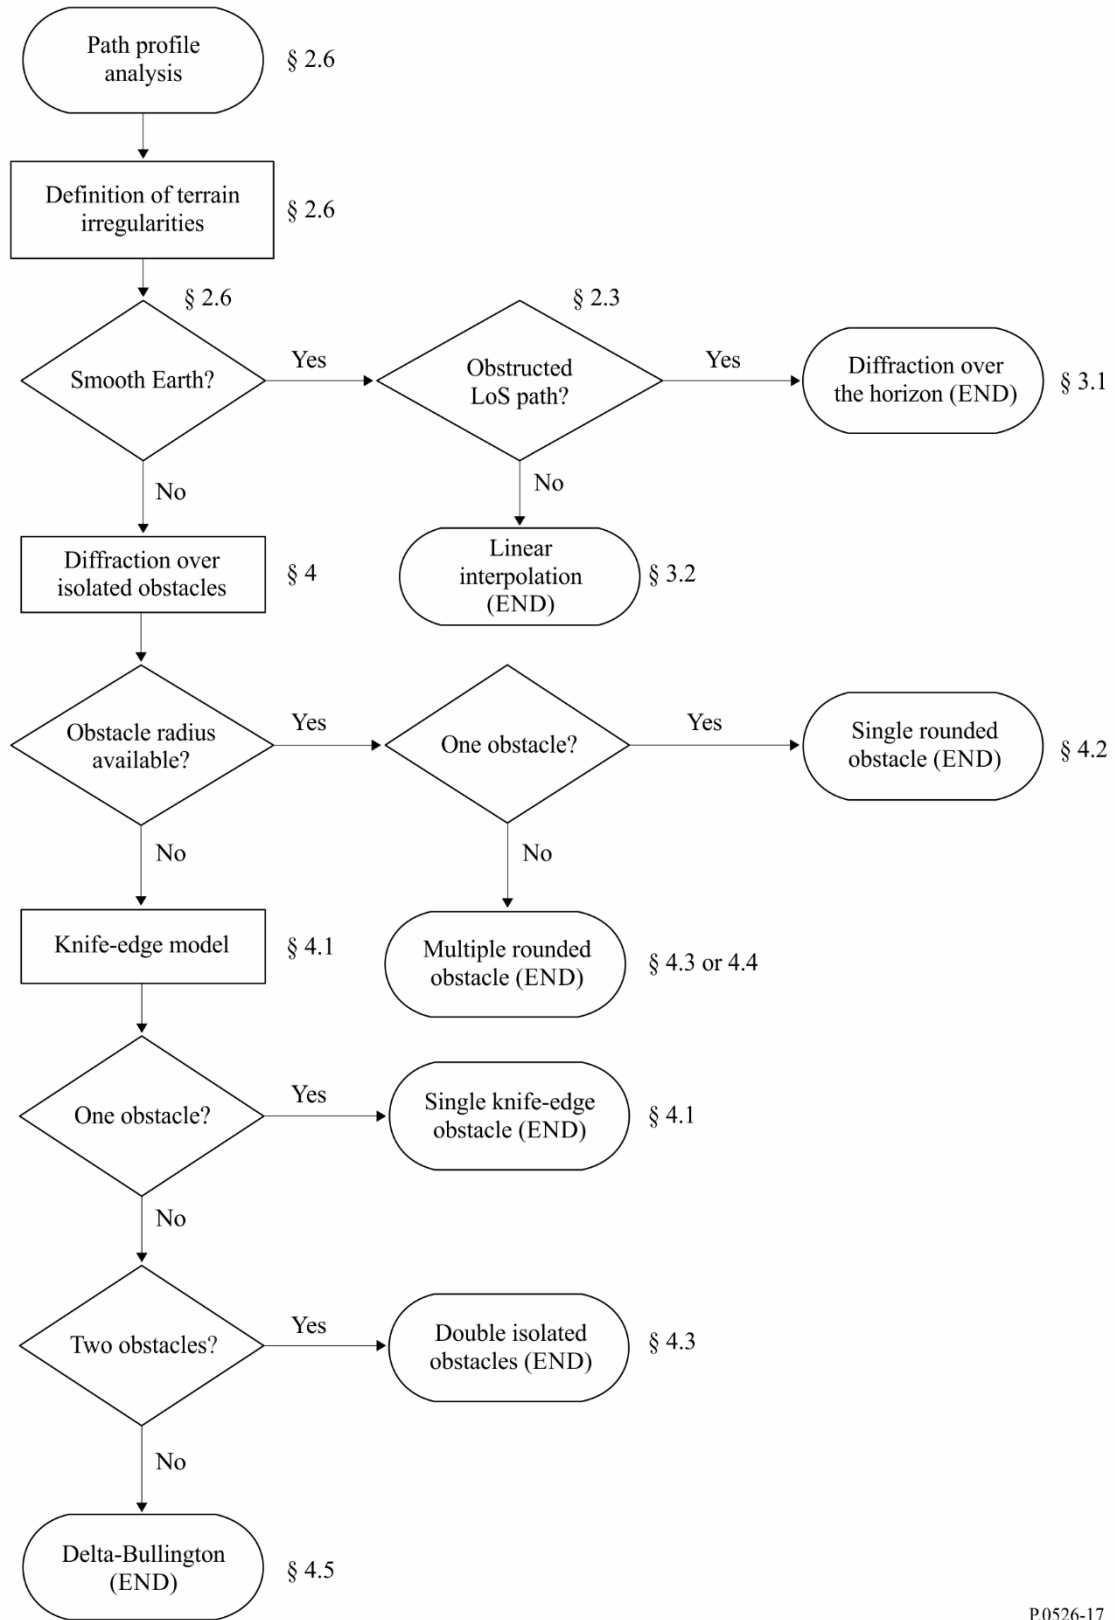 Path profile
analysis
§ 2.6
Definition of terrain
irregularities
§ 2.6
§ 2.6
§ 2.3
Smooth Earth?
Yes
Obstructed
LoS path?
Yes
Diffraction over
the horizon (END)
§ 3.1
No
No
Diffraction over
isolated obstacles
§ 4
Linear
interpolation
(END)
§ 3.2
Obstacle radius
available?
Yes
One obstacle?
Yes
Single rounded
obstacle (END)
§ 4.2
No
No
Knife-edge model
§ 4.1
Multiple rounded
obstacle (END)
§ 4.3 or 4.4
One obstacle?
Yes
Single knife-edge
obstacle (END)
§ 4.1
No
Two obstacles?
Yes
Double isolated
obstacles (END)
§ 4.3
No
Delta-Bullington
(END)
§ 4.5
P.0526-17